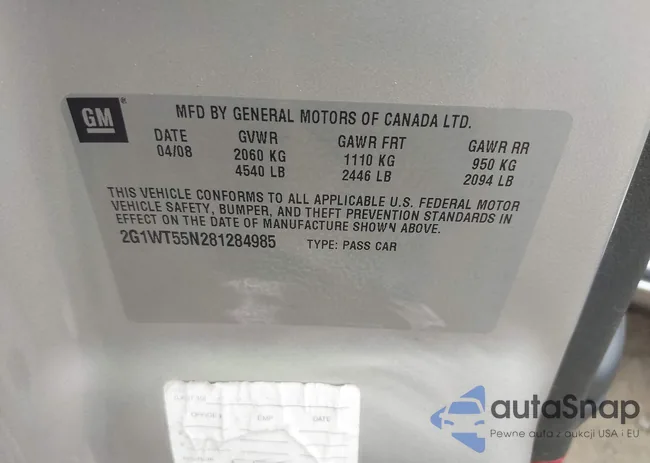 GM
MFD BY GENERAL MOTORS OF CANADA LTD.
DATE GVWR GAWR FRT GAWR RR
04/08 2060 KG 1110 KG 950 KG
4540 LB 2446 LB 2094 LB
THIS VEHICLE CONFORMS TO ALL APPLICABLE U.S. FEDERAL MOTOR
VEHICLE SAFETY, BUMPER, AND THEFT PREVENTION STANDARDS IN
EFFECT ON THE DATE OF MANUFACTURE SHOWN ABOVE.
2G1WT55N281284985 TYPE: PASS CAR
EMP DATE
autoSnap
Pewne auta z aukcji USA i EU